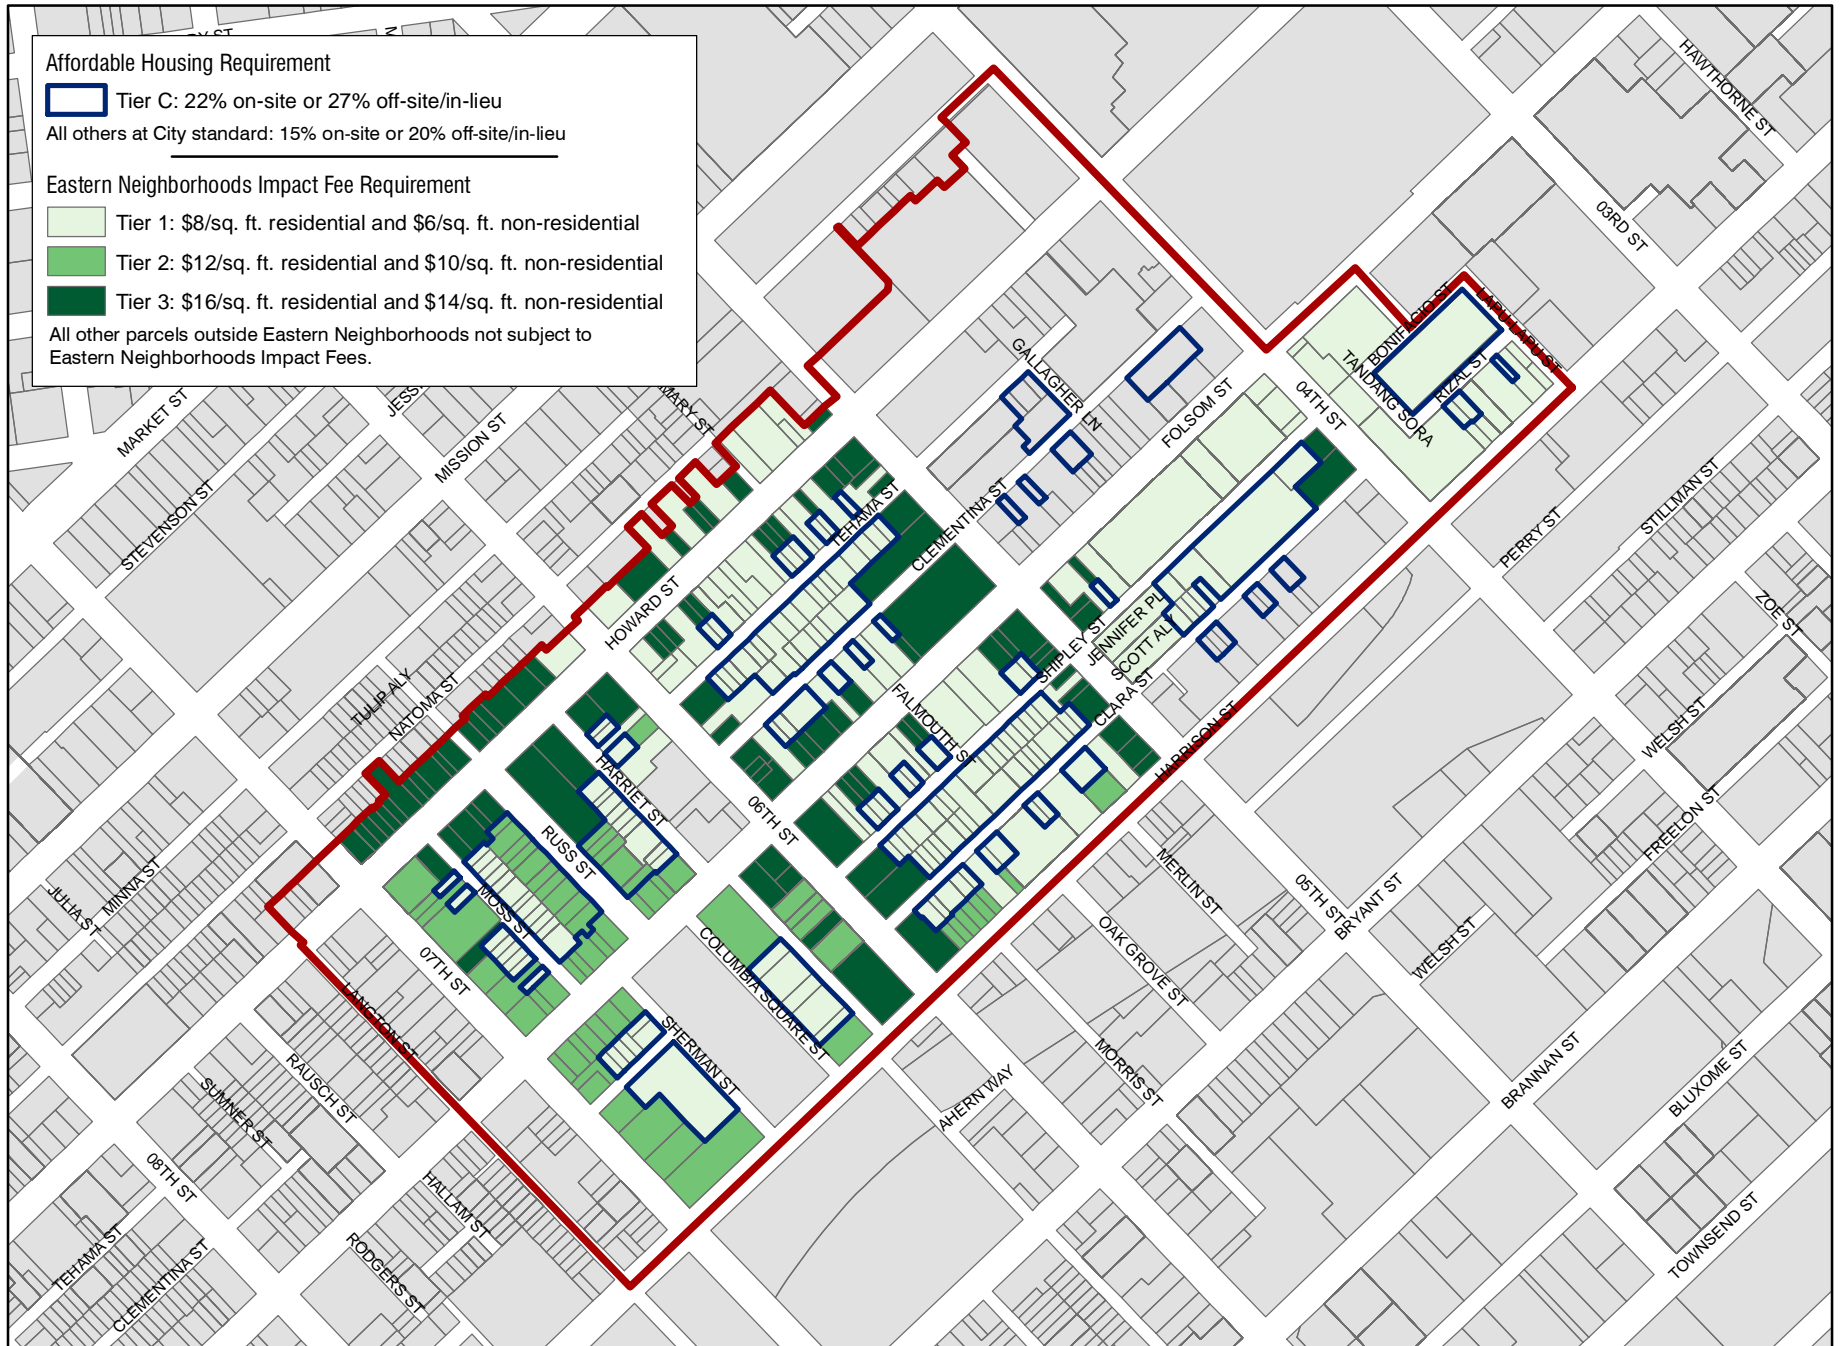 Affordable Housing Requirement
Tier C: 22% on-site or 27% off-site/in-lieu
All others at City standard: 15% on-site or 20% off-site/in-lieu
Eastern Neighborhoods Impact Fee Requirement
Tier 1: $8/sq. ft. residential and $6/sq. ft. non-residential
Tier 2: $12/sq. ft. residential and $10/sq. ft. non-residential
Tier 3: $16/sq. ft. residential and $14/sq. ft. non-residential
All other parcels outside Eastern Neighborhoods not subject to
Eastern Neighborhoods Impact Fees.
HAWTHORNE ST
03RD ST
LAPU LAPU ST
BONIFACIO ST
RIZAL ST
TANDANG SORA
04TH ST
FOLSOM ST
GALLAGHER LN
MARY ST
MARKET ST
MISSION ST
STEVENSON ST
TEHAMA ST
CLEMENTINA ST
PERRY ST
STILLMAN ST
ZOE ST
HOWARD ST
TULIP ALY
NATOMA ST
SHIPLEY ST
JENNIFER PL
SCOTT ALY
CLARA ST
FALMOUTH ST
HARRISON ST
WELSH ST
FREELON ST
HARRIET ST
06TH ST
RUSS ST
MOSS ST
JULIA ST
MINNA ST
MERLIN ST
05TH ST
BRYANT ST
OAK GROVE ST
WELSH ST
07TH ST
COLUMBIA SQUARE ST
LANGTON ST
SHERMAN ST
RAUSCH ST
SUMNER ST
AHERN WAY
MORRIS ST
BRANNAN ST
BLUXOME ST
08TH ST
HALLAM ST
RODGERS ST
TEHAMA ST
CLEMENTINA ST
TOWNSEND ST